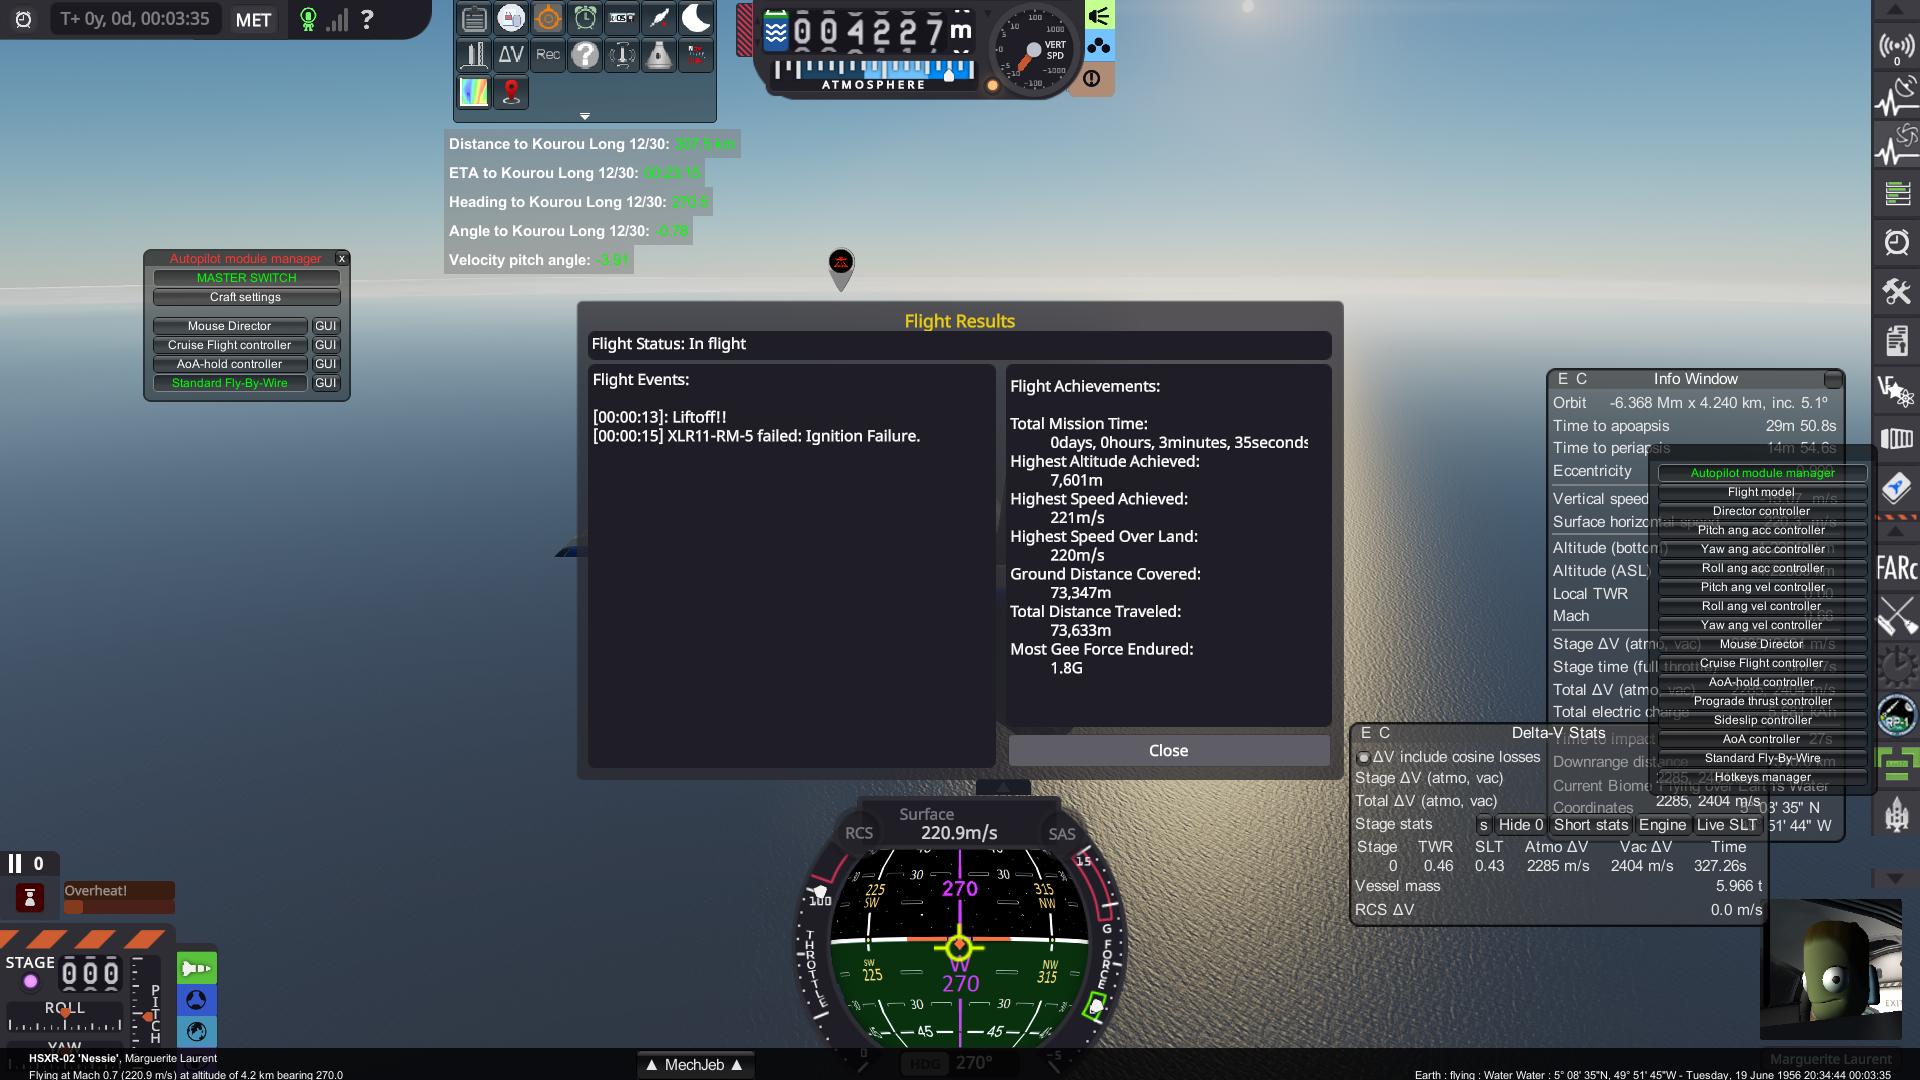 T+ 0y, 0d, 00:03:35
MET
?
ΔV
Rec
004227 m
ATMOSPHERE
VERT SPD
Distance to Kourou Long 12/30:
ETA to Kourou Long 12/30:
Heading to Kourou Long 12/30: 270.5
Angle to Kourou Long 12/30: -0.78
Velocity pitch angle: -3.91
Autopilot module manager x
MASTER SWITCH
Craft settings
Mouse Director GUI
Cruise Flight controller GUI
AoA-hold controller GUI
Standard Fly-By-Wire GUI
Flight Results
Flight Status: In flight
Flight Events:
[00:00:13]: Liftoff!!
[00:00:15] XLR11-RM-5 failed: Ignition Failure.
Flight Achievements:
Total Mission Time:
0days, 0hours, 3minutes, 35seconds
Highest Altitude Achieved:
7,601m
Highest Speed Achieved:
221m/s
Highest Speed Over Land:
220m/s
Ground Distance Covered:
73,347m
Total Distance Traveled:
73,633m
Most Gee Force Endured:
1.8G
Close
E C Info Window
Orbit -6.368 Mm x 4.240 km, inc. 5.1°
Time to apoapsis 29m 50.8s
Time to periapsis 14m 54.6s
Eccentricity
Vertical speed
Surface horizontal speed
Altitude (bottom)
Altitude (ASL)
Local TWR
Mach
Stage ΔV (atmo, vac)
Stage time (full throttle)
Total ΔV (atmo, vac)
Total electric charge
Time to impact 27s
Downrange distance
Current Biome Flying over Earth's Water
Coordinates 5° 08' 35" N
51' 44" W
Autopilot module manager
Flight model
Director controller
Pitch ang acc controller
Yaw ang acc controller
Roll ang acc controller
Pitch ang vel controller
Roll ang vel controller
Yaw ang vel controller
Mouse Director
Cruise Flight controller
AoA-hold controller
Prograde thrust controller
Sideslip controller
AoA controller
Standard Fly-By-Wire
Hotkeys manager
E C Delta-V Stats
ΔV include cosine losses
Stage ΔV (atmo, vac)
Total ΔV (atmo, vac) 2285, 2404 m/s
Stage stats s Hide 0 Short stats Engine Live SLT
Stage TWR SLT Atmo ΔV Vac ΔV Time
0 0.46 0.43 2285 m/s 2404 m/s 327.26s
Vessel mass 5.966 t
RCS ΔV 0.0 m/s
0
FARc
RP-1
Surface
220.9m/s
RCS
SAS
THROTTLE
100
0
G FORCE
15
-5
45 45
30 30
225 SW
270
315 NW
SW 225
W
270
NW 315
30 30
45 45
HDG 270°
0
Overheat!
STAGE 000
ROLL
YAW
PITCH
EXIT
Marguerite Laurent
▲ MechJeb ▲
HSXR-02 'Nessie', Marguerite Laurent
Flying at Mach 0.7 (220.9 m/s) at altitude of 4.2 km bearing 270.0
Earth : flying : Water Water : 5° 08' 35"N, 49° 51' 45"W - Tuesday, 19 June 1956 20:34:44 00:03:35